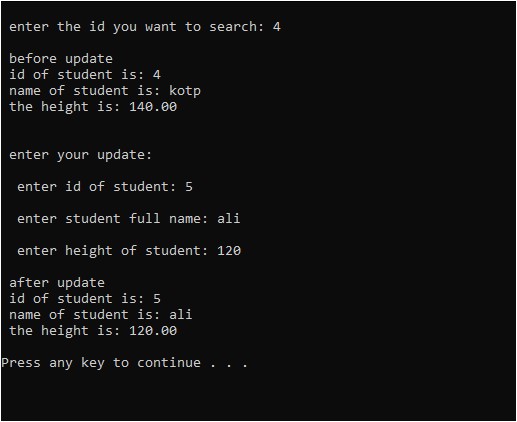 enter the id you want to search: 4
before update
id of student is: 4
name of student is: kotp
the height is: 140.00
enter your update:
enter id of student: 5
enter student full name: ali
enter height of student: 120
after update
id of student is: 5
name of student is: ali
the height is: 120.00
Press any key to continue . . .